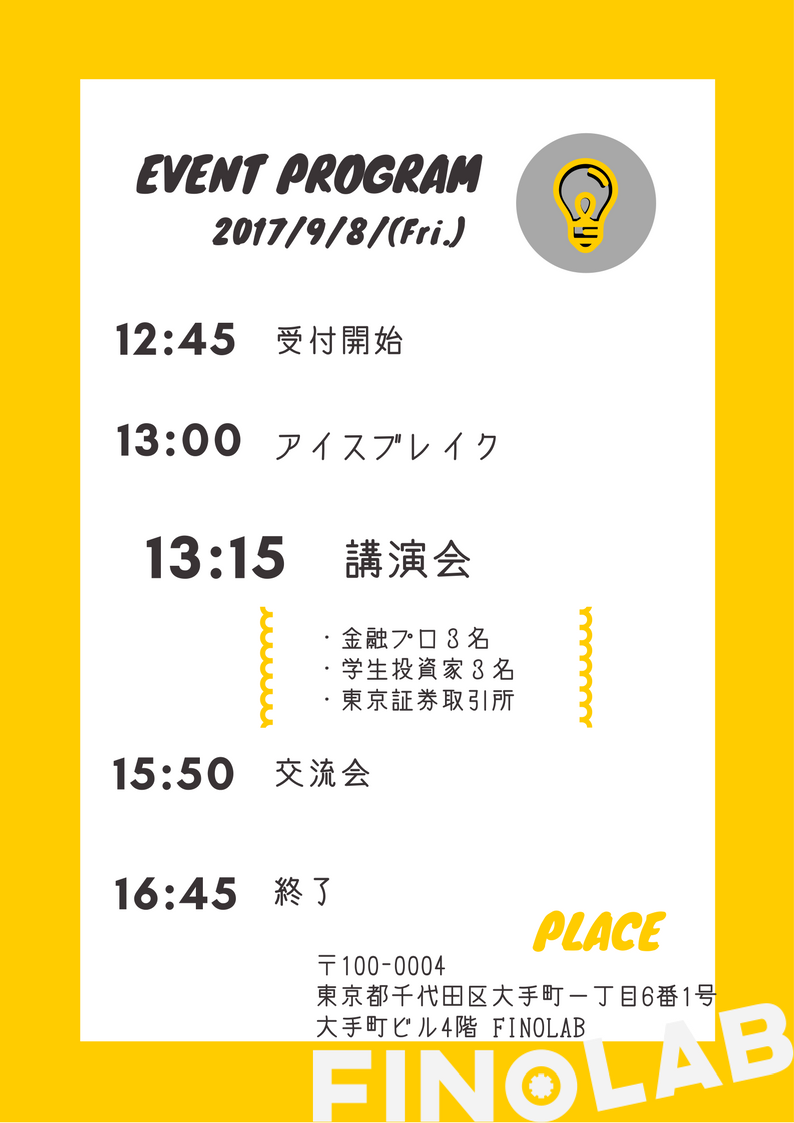 EVENT PROGRAM
2017/9/8/(Fri.)
12:45 受付開始
13:00 アイスブレイク
13:15 講演会
・金融プロ3名
・学生投資家3名
・東京証券取引所
15:50 交流会
16:45 終了
PLACE
〒100-0004
東京都千代田区大手町一丁目6番1号
大手町ビル4階 FINOLAB
FINOLAB